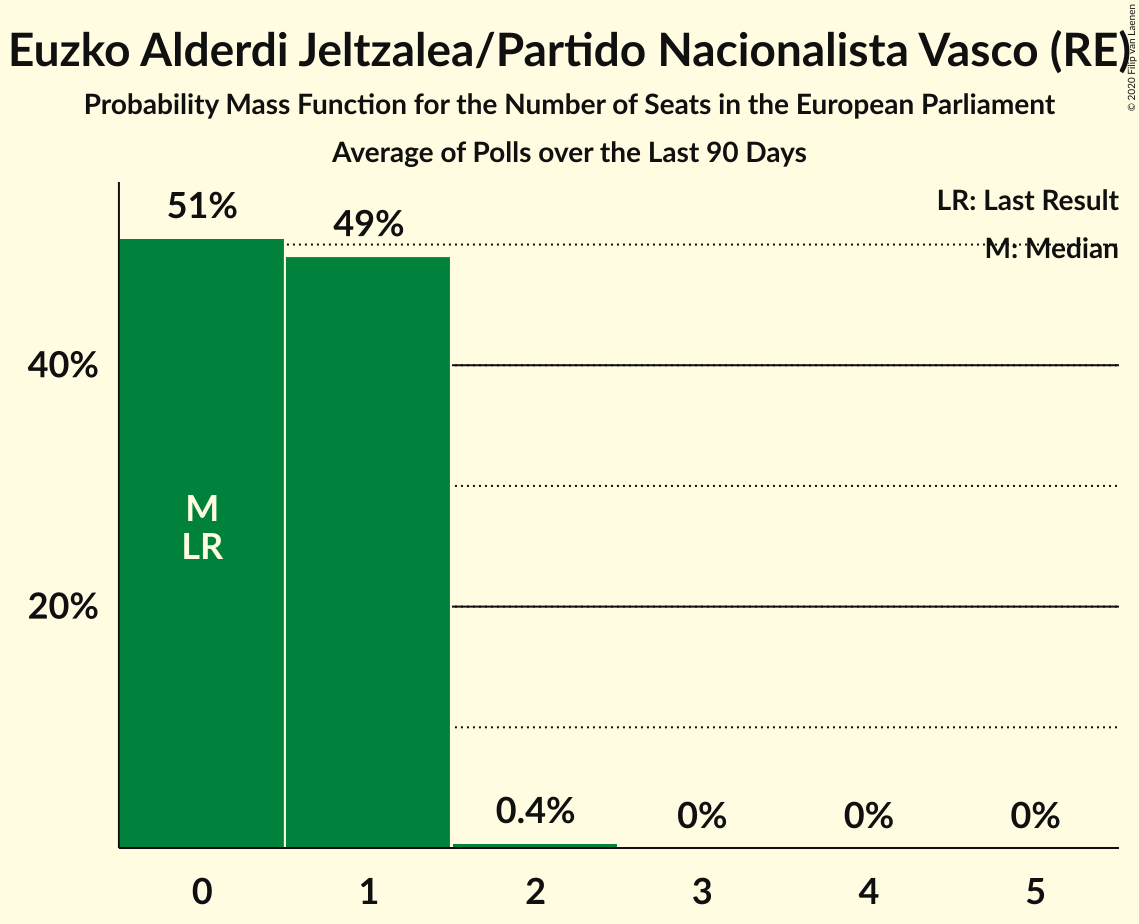 Euzko Alderdi Jeltzalea/Partido Nacionalista Vasco (RE)
© 2020 Filip van Laenen
Probability Mass Function for the Number of Seats in the European Parliament
Average of Polls over the Last 90 Days
LR: Last Result
M: Median
51%
49%
40%
M
LR
20%
0.4%
0%
0%
0%
0
1
2
3
4
5